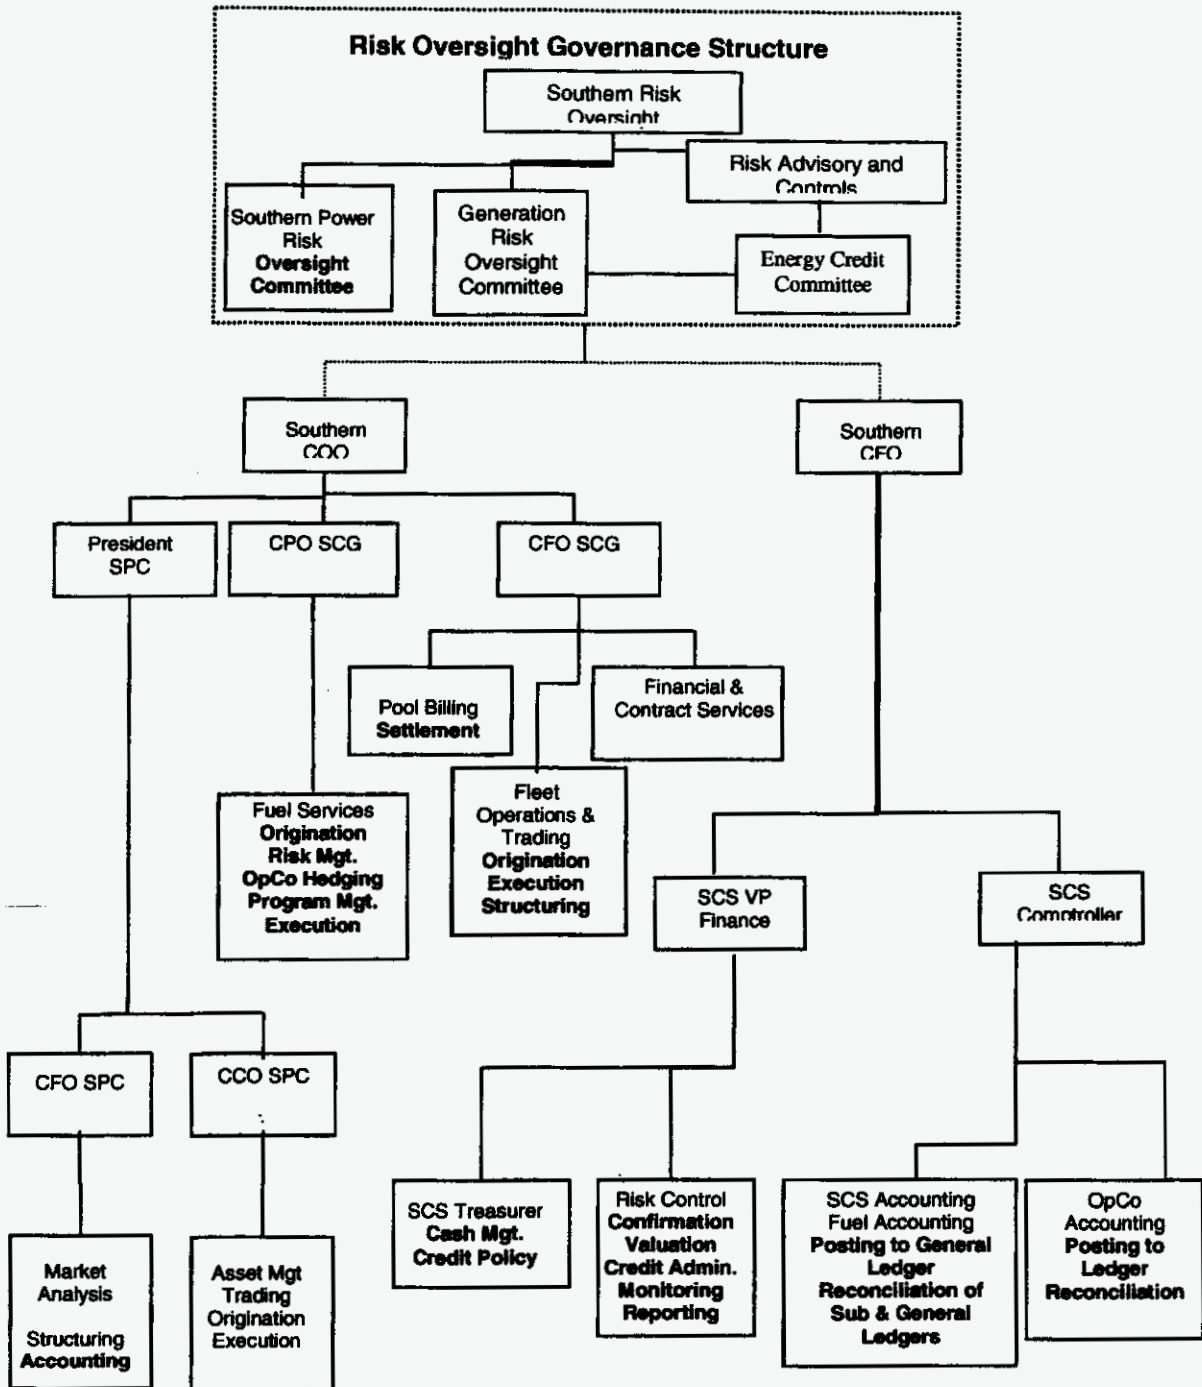 Risk Oversight Governance Structure
Southern Risk
Oversight
Risk Advisory and
Controls
Southern Power
Risk
Oversight
Committee
Generation
Risk
Oversight
Committee
Energy Credit
Committee
Southern
COO
Southern
CFO
President
SPC
CPO SCG
CFO SCG
Pool Billing
Settlement
Financial &
Contract Services
Fuel Services
Origination
Risk Mgt.
OpCo Hedging
Program Mgt.
Execution
Fleet
Operations &
Trading
Origination
Execution
Structuring
SCS VP
Finance
SCS
Comptroller
CFO SPC
CCO SPC
SCS Treasurer
Cash Mgt.
Credit Policy
Risk Control
Confirmation
Valuation
Credit Admin.
Monitoring
Reporting
SCS Accounting
Fuel Accounting
Posting to General
Ledger
Reconciliation of
Sub & General
Ledgers
OpCo
Accounting
Posting to
Ledger
Reconciliation
Market
Analysis
Structuring
Accounting
Asset Mgt
Trading
Origination
Execution